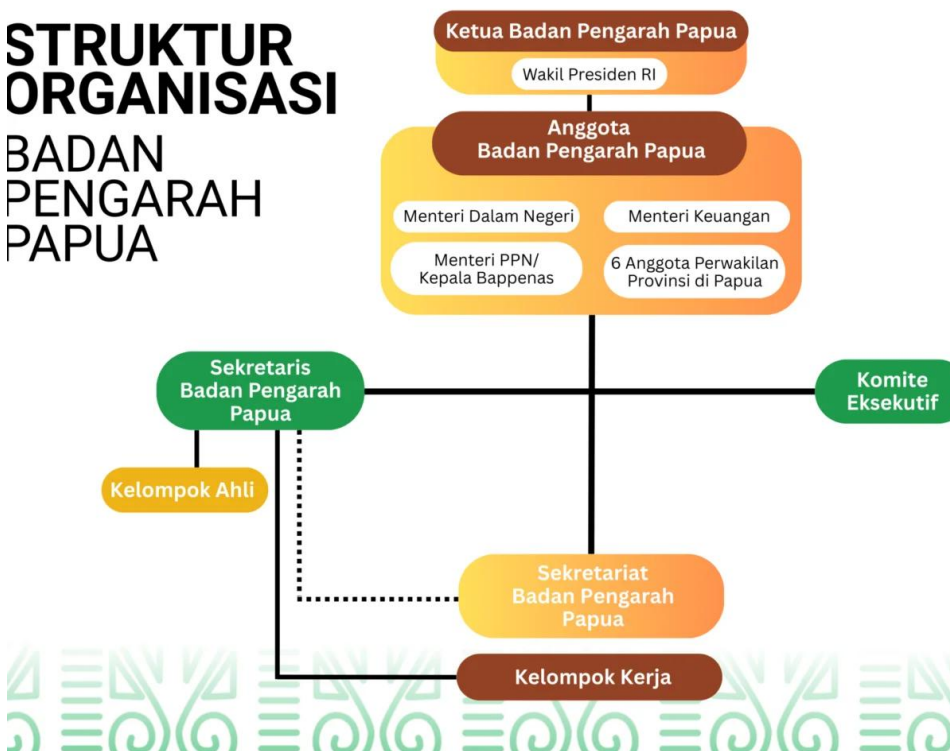 STRUKTUR
ORGANISASI
BADAN
PENGARAH
PAPUA
Ketua Badan Pengarah Papua
Wakil Presiden RI
Anggota
Badan Pengarah Papua
Menteri Dalam Negeri
Menteri Keuangan
Menteri PPN/
Kepala Bappenas
6 Anggota Perwakilan
Provinsi di Papua
Sekretaris
Badan Pengarah
Papua
Komite
Eksekutif
Kelompok Ahli
Sekretariat
Badan Pengarah
Papua
Kelompok Kerja